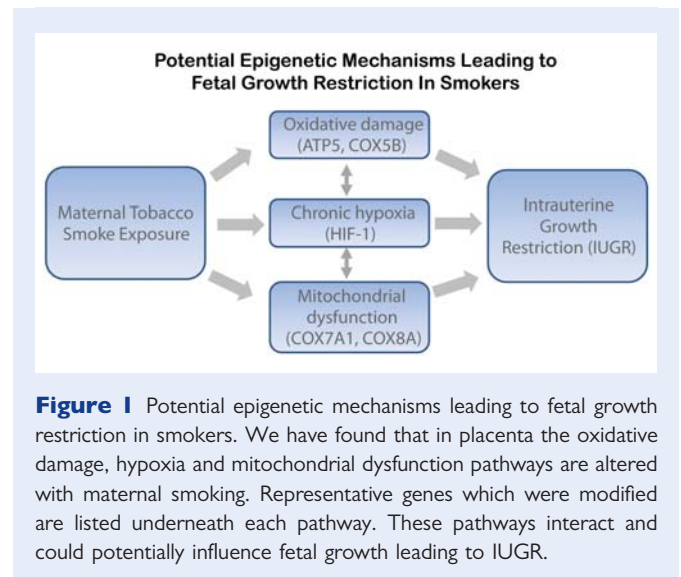 Potential Epigenetic Mechanisms Leading to
Fetal Growth Restriction In Smokers
Maternal Tobacco
Smoke Exposure
Oxidative damage
(ATP5, COX5B)
Chronic hypoxia
(HIF-1)
Mitochondrial
dysfunction
(COX7A1, COX8A)
Intrauterine
Growth
Restriction (IUGR)
Figure 1 Potential epigenetic mechanisms leading to fetal growth
restriction in smokers. We have found that in placenta the oxidative
damage, hypoxia and mitochondrial dysfunction pathways are altered
with maternal smoking. Representative genes which were modified
are listed underneath each pathway. These pathways interact and
could potentially influence fetal growth leading to IUGR.